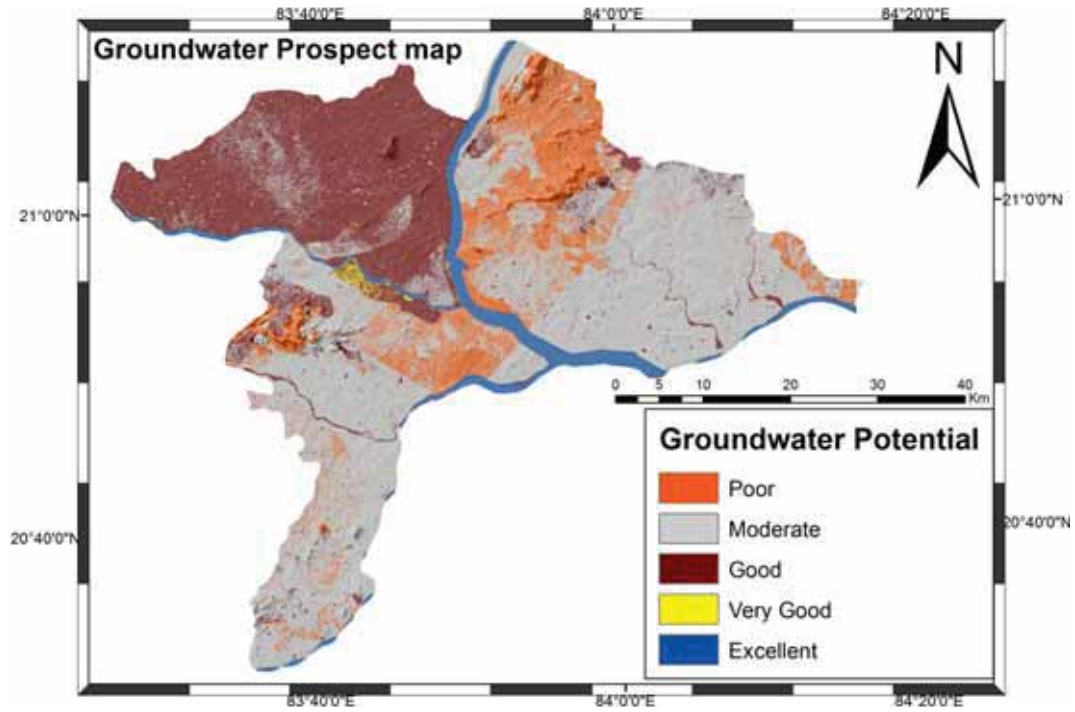 83°40'0"E
84°0'0"E
84°20'0"E
Groundwater Prospect map
N
21°0'0"N
21°0'0"N
0 5 10 20 30 40
Km
Groundwater Potential
Poor
Moderate
Good
Very Good
Excellent
20°40'0"N
20°40'0"N
83°40'0"E
84°0'0"E
84°20'0"E